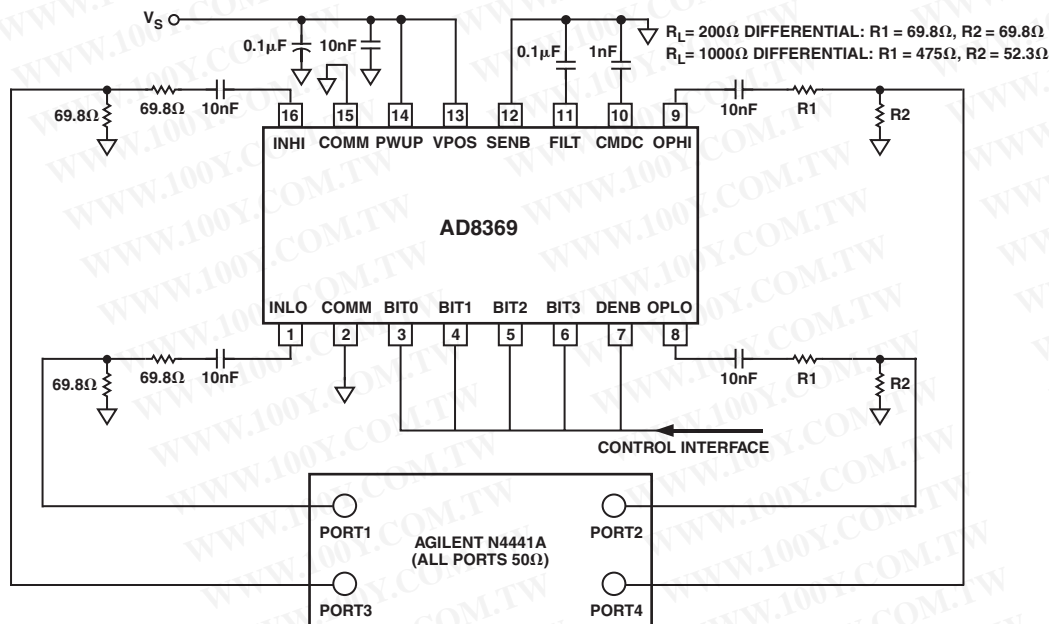 VS
0.1µF
10nF
0.1µF
1nF
RL= 200Ω DIFFERENTIAL: R1 = 69.8Ω, R2 = 69.8Ω
RL= 1000Ω DIFFERENTIAL: R1 = 475Ω, R2 = 52.3Ω
69.8Ω
69.8Ω
10nF
10nF
R1
R2
16
15
14
13
12
11
10
9
INHI
COMM
PWUP
VPOS
SENB
FILT
CMDC
OPHI
AD8369
INLO
COMM
BIT0
BIT1
BIT2
BIT3
DENB
OPLO
1
2
3
4
5
6
7
8
69.8Ω
69.8Ω
10nF
10nF
R1
R2
CONTROL INTERFACE
PORT1
AGILENT N4441A
(ALL PORTS 50Ω)
PORT2
PORT3
PORT4
WWW.100Y.COM.TW